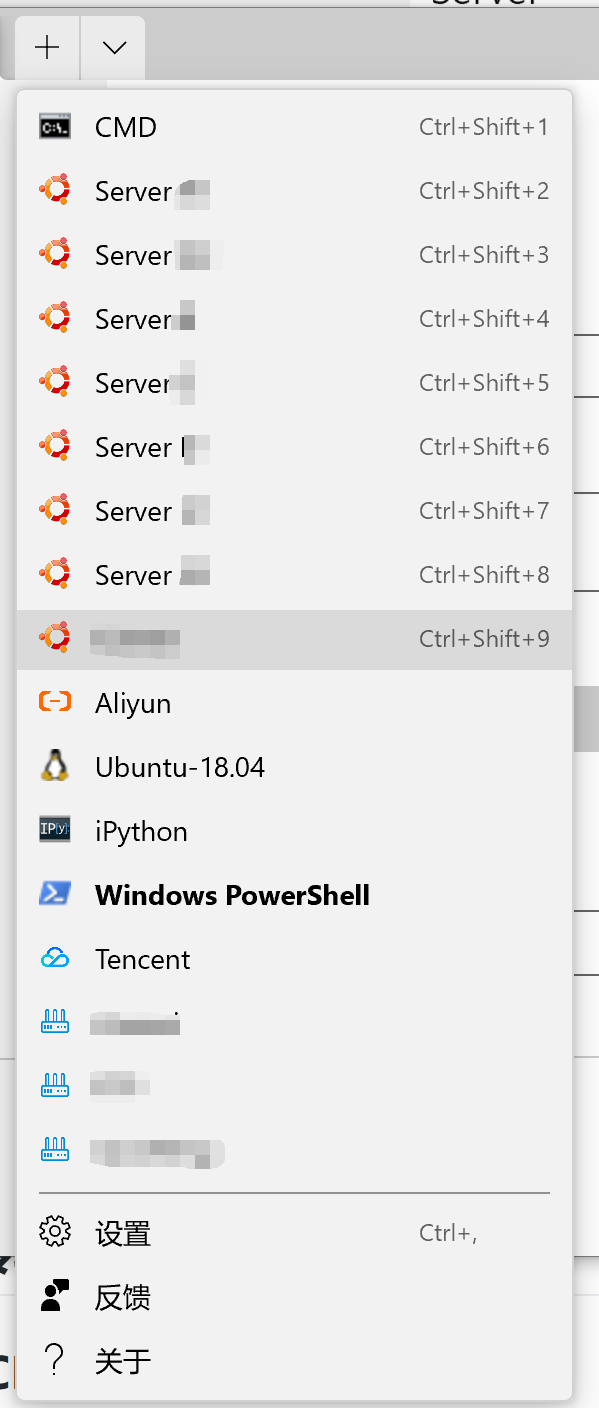 Server
CMD Ctrl+Shift+1
Server Ctrl+Shift+2
Server Ctrl+Shift+3
Server Ctrl+Shift+4
Server Ctrl+Shift+5
Server Ctrl+Shift+6
Server Ctrl+Shift+7
Server Ctrl+Shift+8
Ctrl+Shift+9
Aliyun
Ubuntu-18.04
iPython
Windows PowerShell
Tencent
设置 Ctrl+,
反馈
关于